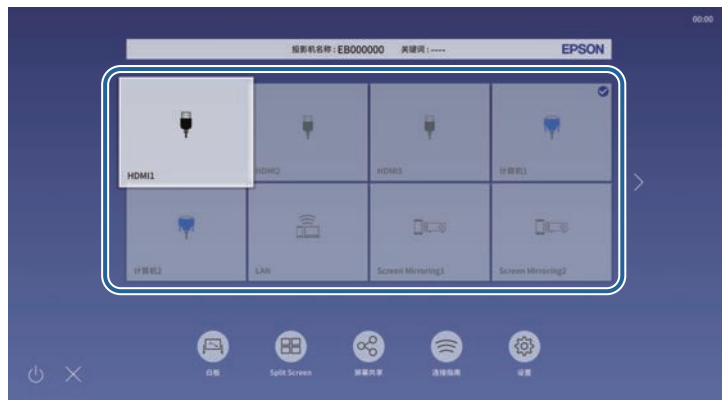 00:00
投影机名称 : EB000000 关键词 : ---- EPSON
HDMI1 HDMI2 HDMI3 计算机1
计算机2 LAN Screen Mirroring1 Screen Mirroring2
白板 Split Screen 屏幕共享 连接指南 设置